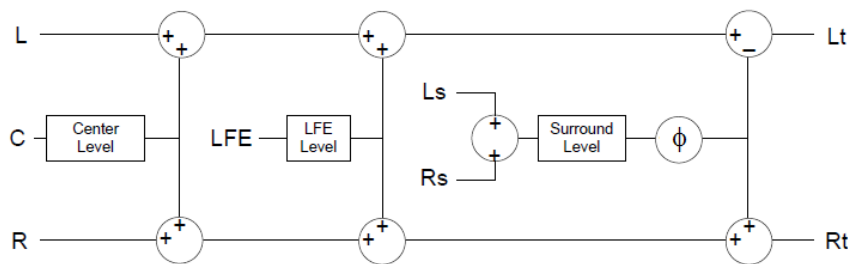 L
+
+
+
+
+
−
Lt
Ls
C
Center
Level
LFE
LFE
Level
+
+
Surround
Level
ϕ
Rs
R
+
+
+
+
+
+
Rt